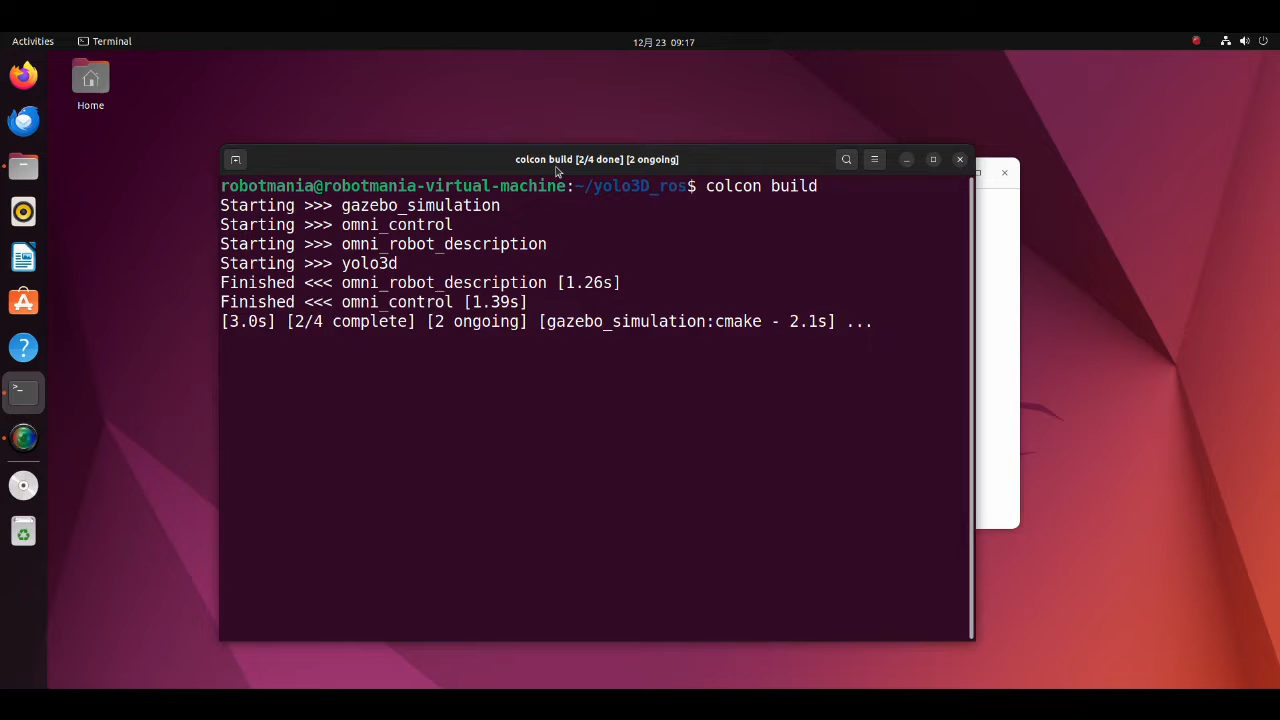 Activities
Terminal
12月 23 09:17
Home
colcon build [2/4 done] [2 ongoing]
robotmania@robotmania-virtual-machine:~/yolo3D_ros$ colcon build
Starting >>> gazebo_simulation
Starting >>> omni_control
Starting >>> omni_robot_description
Starting >>> yolo3d
Finished <<< omni_robot_description [1.26s]
Finished <<< omni_control [1.39s]
[3.0s] [2/4 complete] [2 ongoing] [gazebo_simulation:cmake - 2.1s] ...